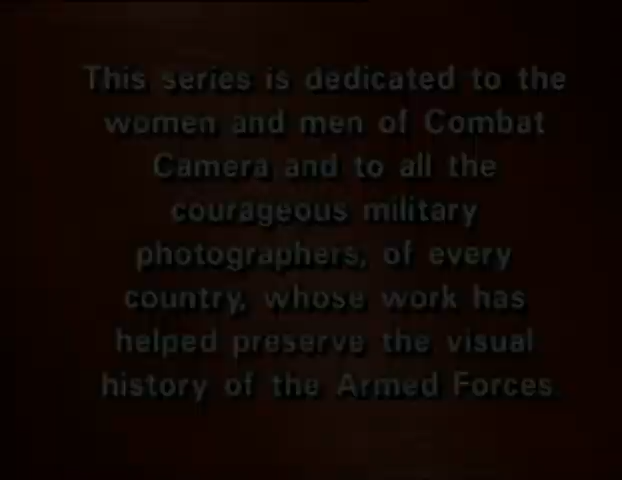 This series is dedicated to the
women and men of Combat
Camera and to all the
courageous military
photographers, of every
country, whose work has
helped preserve the visual
history of the Armed Forces